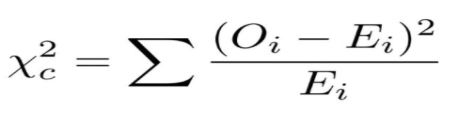 χ²_c = ∑ (O_i − E_i)² / E_i